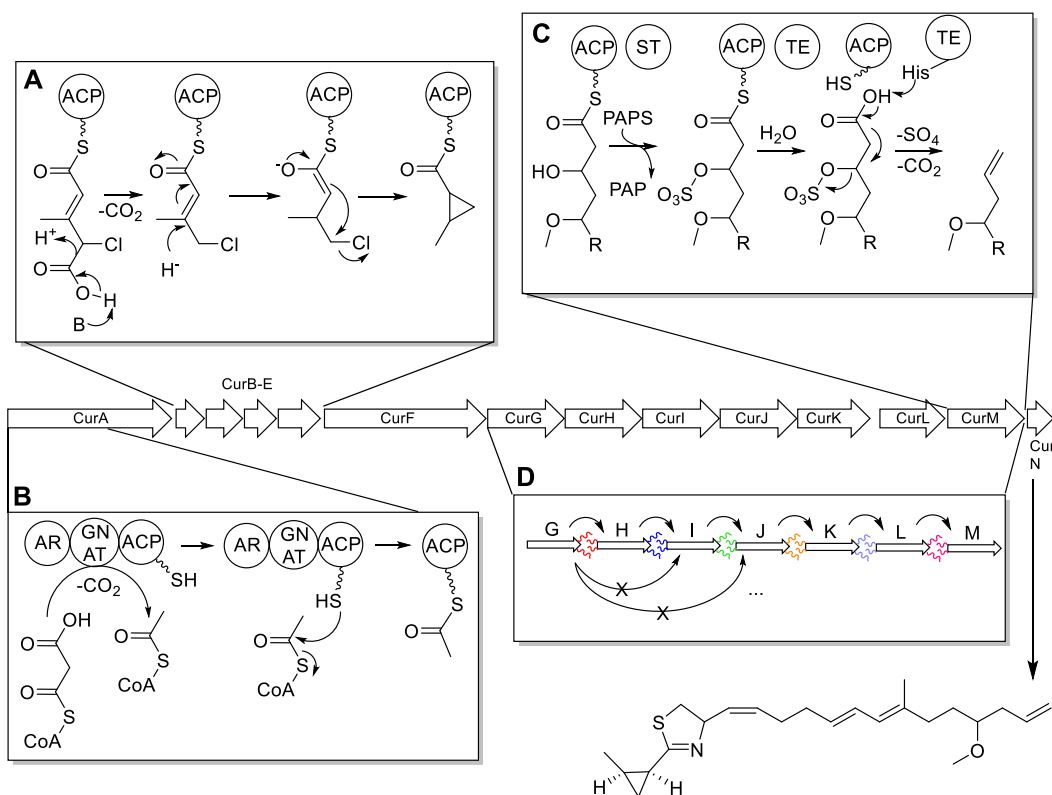 A
ACP
ACP
ACP
ACP
S
S
S
S
O
O
-O
O
-CO2
H+
Cl
Cl
Cl
O
O
H
H-
B
C
ACP
ST
ACP
TE
ACP
TE
HS
His
S
S
OH
O
PAPS
O
H2O
O
-SO4
-CO2
HO
PAP
O
O3S
O
O3S
O
O
O
O
R
R
R
R
CurB-E
CurA
CurF
CurG
CurH
CurI
CurJ
CurK
CurL
CurM
Cur
N
B
AR
GN
AT
ACP
AR
GN
AT
ACP
ACP
SH
-CO2
HS
S
OH
O
O
O
O
O
S
S
S
CoA
CoA
CoA
D
G
H
I
J
K
L
M
X
X
...
S
N
O
H
H